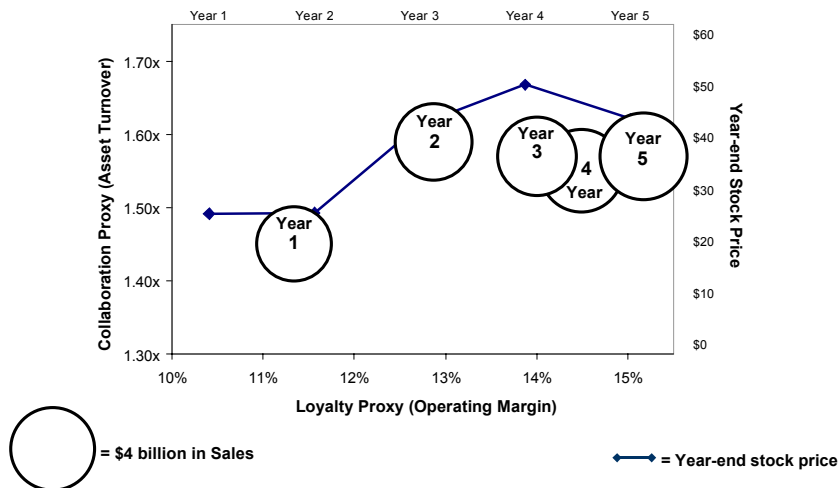 Year 1 Year 2 Year 3 Year 4 Year 5
Collaboration Proxy (Asset Turnover)
1.70x
1.60x
1.50x
1.40x
1.30x
Year
1
Year
2
Year
3
4
Year
Year
5
$60
$50
$40
$30
$20
$10
$0
Year-end Stock Price
10% 11% 12% 13% 14% 15%
Loyalty Proxy (Operating Margin)
= $4 billion in Sales
= Year-end stock price